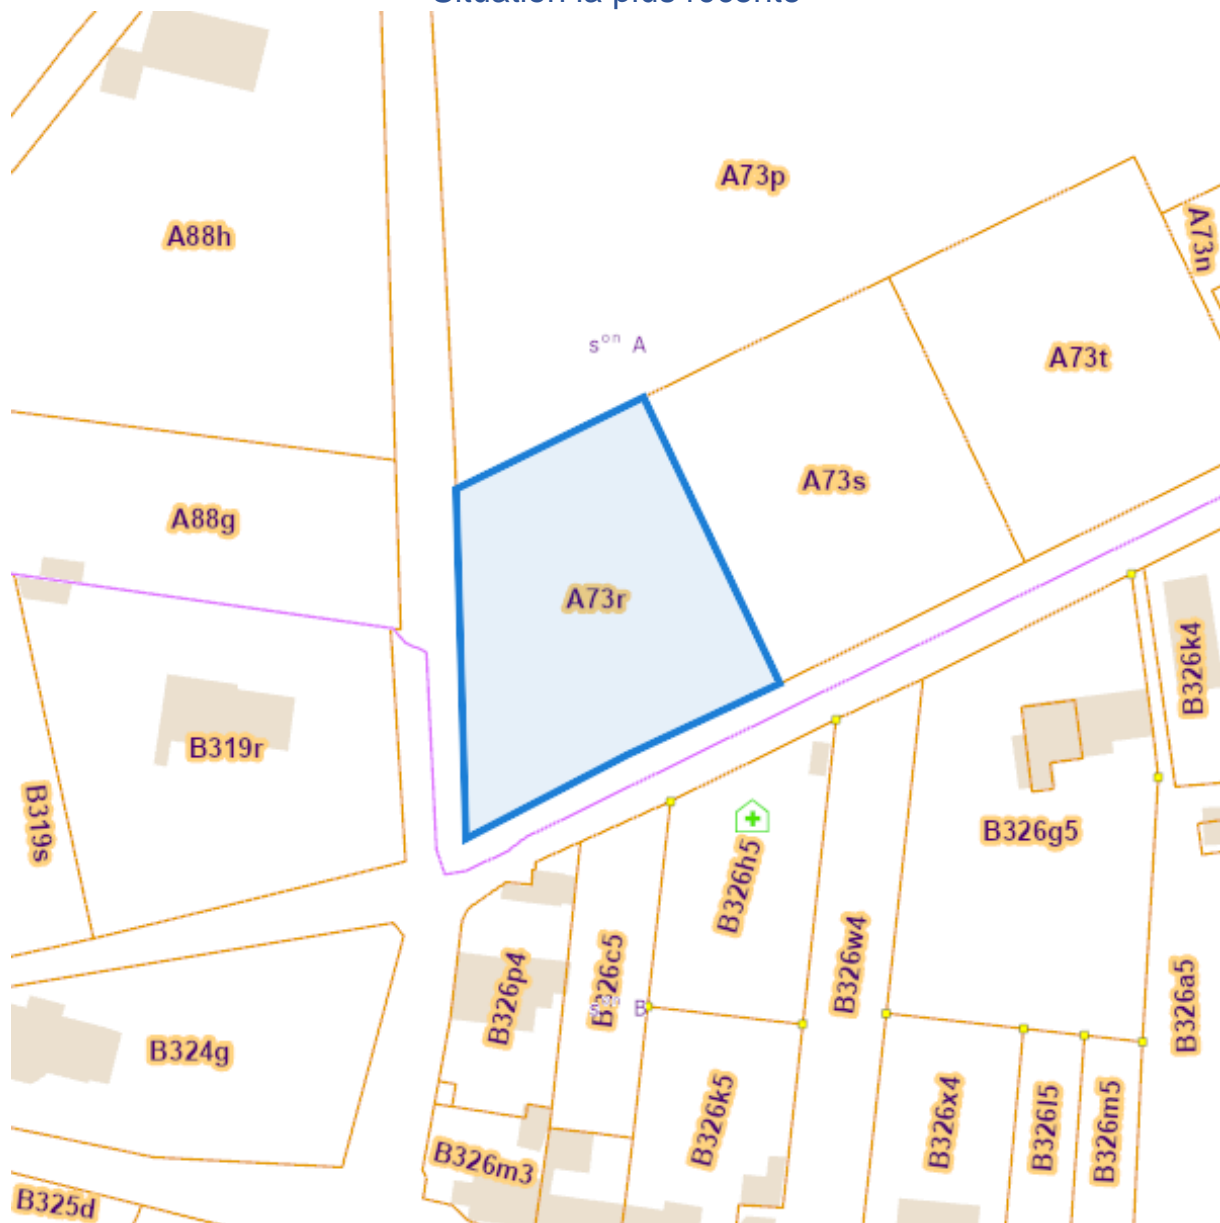 Situation la plus récente
A73p
A88h
A73n
sᵒⁿ A
A73t
A73s
A88g
A73r
B326k4
B319r
B319s
B326g5
B326h5
B326w4
B326c5
B326p4
sᵒⁿ B
B326a5
B324g
B326k5
B326x4
B326l5
B326m5
B326m3
B325d